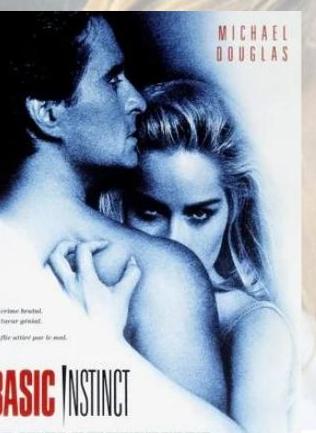 MICHAEL
DOUGLAS
crime brutal.
tueur génial.
flic attiré par le mal.
BASIC INSTINCT